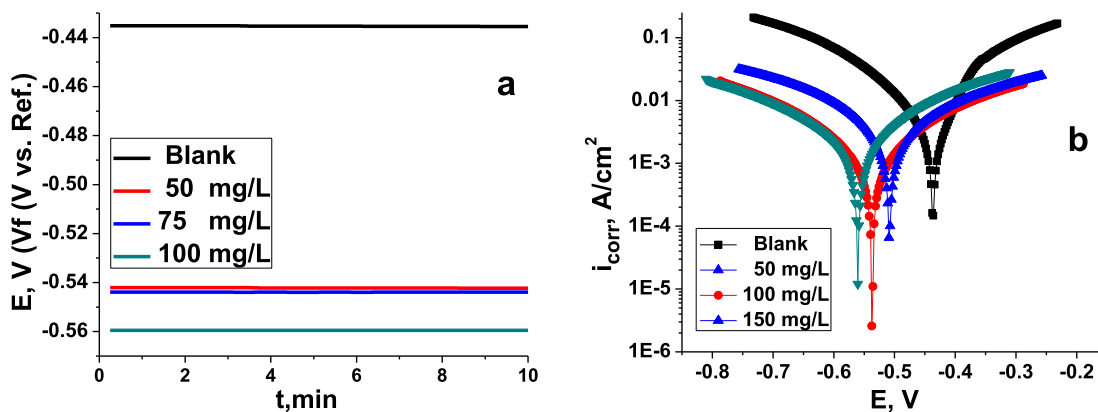 E, V (Vf (V vs. Ref.)
-0.44
-0.46
-0.48
-0.50
-0.52
-0.54
-0.56
a
Blank
50 mg/L
75 mg/L
100 mg/L
0 2 4 6 8 10
t,min
i corr, A/cm2
0.1
0.01
1E-3
1E-4
1E-5
1E-6
b
Blank
50 mg/L
100 mg/L
150 mg/L
-0.8 -0.7 -0.6 -0.5 -0.4 -0.3 -0.2
E, V